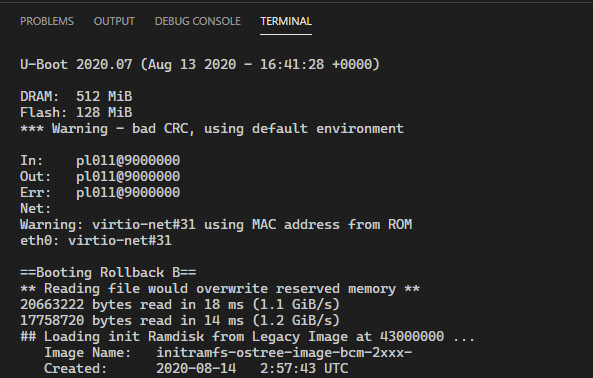 PROBLEMS OUTPUT DEBUG CONSOLE TERMINAL
U-Boot 2020.07 (Aug 13 2020 - 16:41:28 +0000)
DRAM:  512 MiB
Flash: 128 MiB
*** Warning - bad CRC, using default environment
In:    pl011@9000000
Out:   pl011@9000000
Err:   pl011@9000000
Net:
Warning: virtio-net#31 using MAC address from ROM
eth0: virtio-net#31
==Booting Rollback B==
** Reading file would overwrite reserved memory **
20663222 bytes read in 18 ms (1.1 GiB/s)
17758720 bytes read in 14 ms (1.2 GiB/s)
## Loading init Ramdisk from Legacy Image at 43000000 ...
   Image Name:   initramfs-ostree-image-bcm-2xxx-
   Created:      2020-08-14   2:57:43 UTC